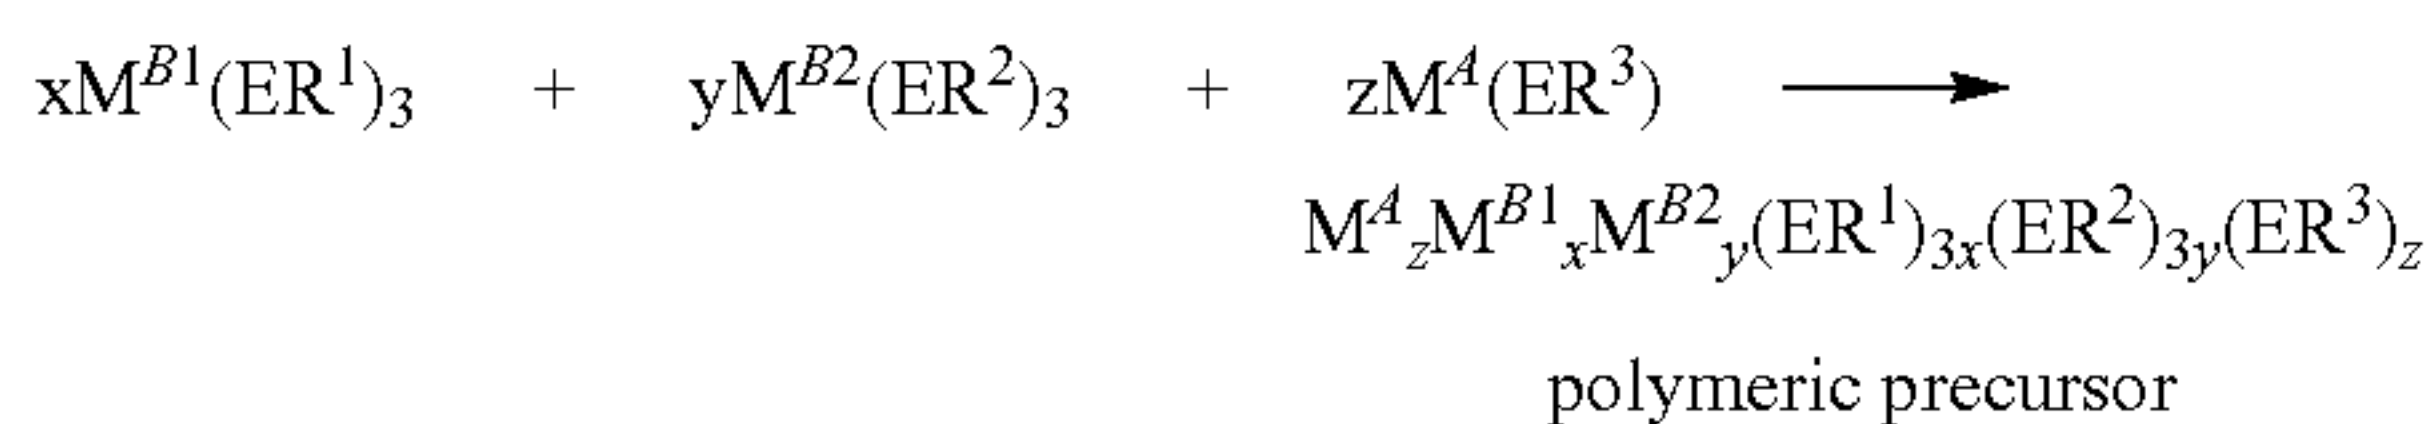 xM^{B1}(ER^1)_3 + yM^{B2}(ER^2)_3 + zM^A(ER^3) ⟶
M^A_zM^{B1}_xM^{B2}_y(ER^1)_{3x}(ER^2)_{3y}(ER^3)_z
polymeric precursor